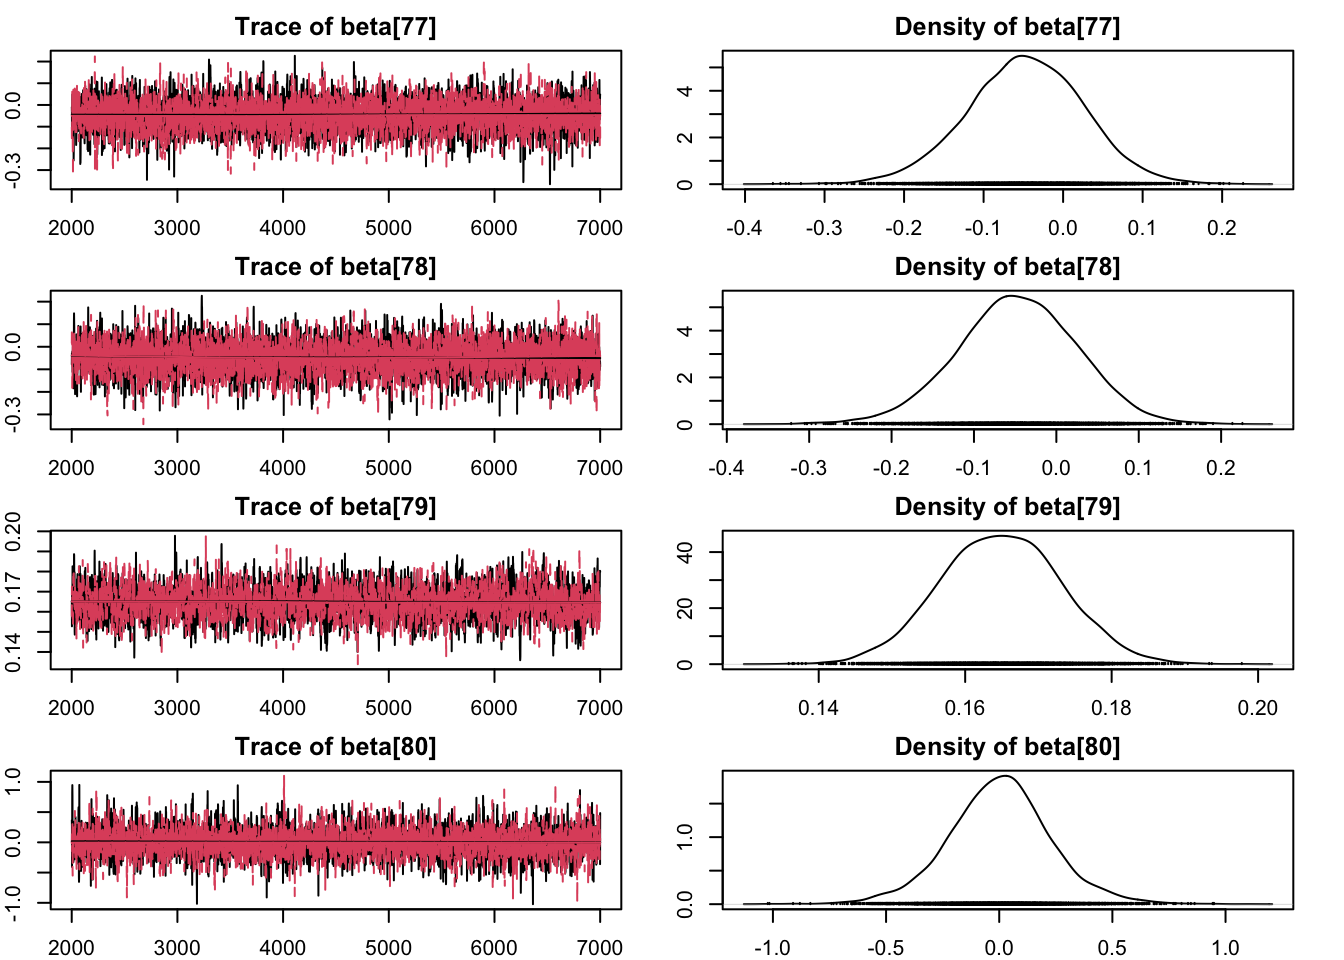 Trace of beta[77]
0.0
-0.3
2000 3000 4000 5000 6000 7000
Density of beta[77]
4
2
0
-0.4 -0.3 -0.2 -0.1 0.0 0.1 0.2
Trace of beta[78]
0.0
-0.3
2000 3000 4000 5000 6000 7000
Density of beta[78]
4
2
0
-0.4 -0.3 -0.2 -0.1 0.0 0.1 0.2
Trace of beta[79]
0.20
0.17
0.14
2000 3000 4000 5000 6000 7000
Density of beta[79]
40
20
0
0.14 0.16 0.18 0.20
Trace of beta[80]
1.0
0.0
-1.0
2000 3000 4000 5000 6000 7000
Density of beta[80]
1.0
0.0
-1.0 -0.5 0.0 0.5 1.0